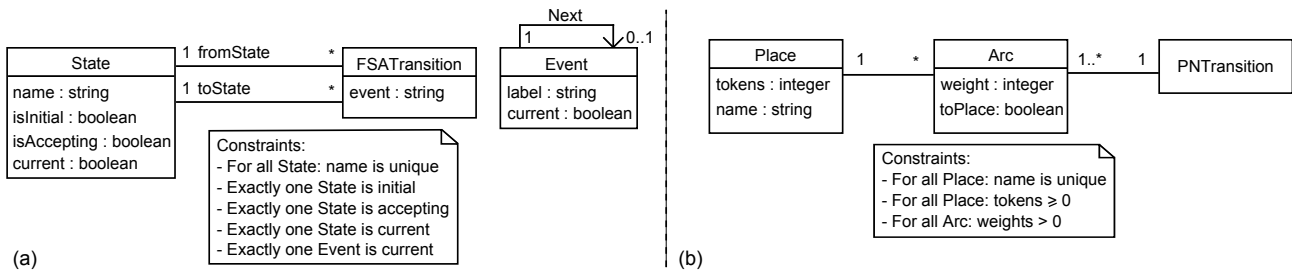 Next
1
0..1
State
name : string
isInitial : boolean
isAccepting : boolean
current : boolean
1 fromState *
1 toState *
FSATransition
event : string
Event
label : string
current : boolean
Constraints:
- For all State: name is unique
- Exactly one State is initial
- Exactly one State is accepting
- Exactly one State is current
- Exactly one Event is current
(a)
Place
tokens : integer
name : string
1 *
Arc
weight : integer
toPlace: boolean
1..* 1
PNTransition
Constraints:
- For all Place: name is unique
- For all Place: tokens ⩾ 0
- For all Arc: weights > 0
(b)